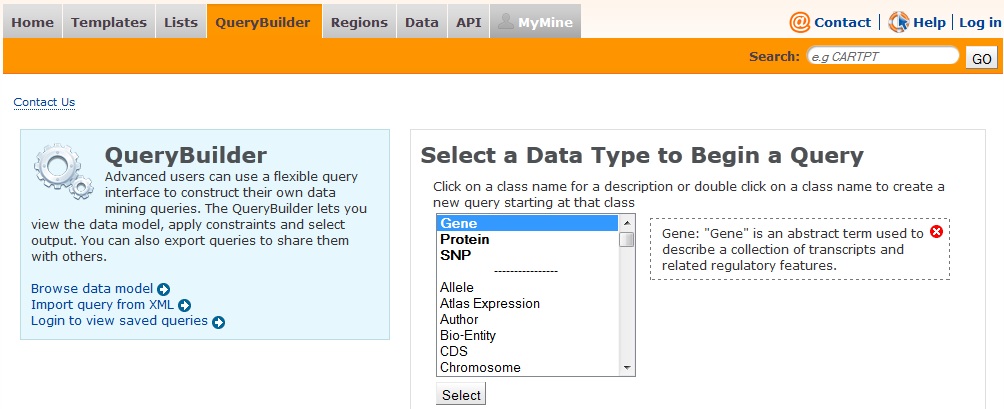 Home Templates Lists QueryBuilder Regions Data API MyMine Contact | Help | Log in
Search: e.g CARTPT GO
Contact Us
QueryBuilder
Advanced users can use a flexible query
interface to construct their own data
mining queries. The QueryBuilder lets you
view the data model, apply constraints and select
output. You can also export queries to share them
with others.
Browse data model
Import query from XML
Login to view saved queries
Select a Data Type to Begin a Query
Click on a class name for a description or double click on a class name to create a
new query starting at that class
Gene
Protein
SNP
----------------
Allele
Atlas Expression
Author
Bio-Entity
CDS
Chromosome
Select
Gene: "Gene" is an abstract term used to
describe a collection of transcripts and
related regulatory features.